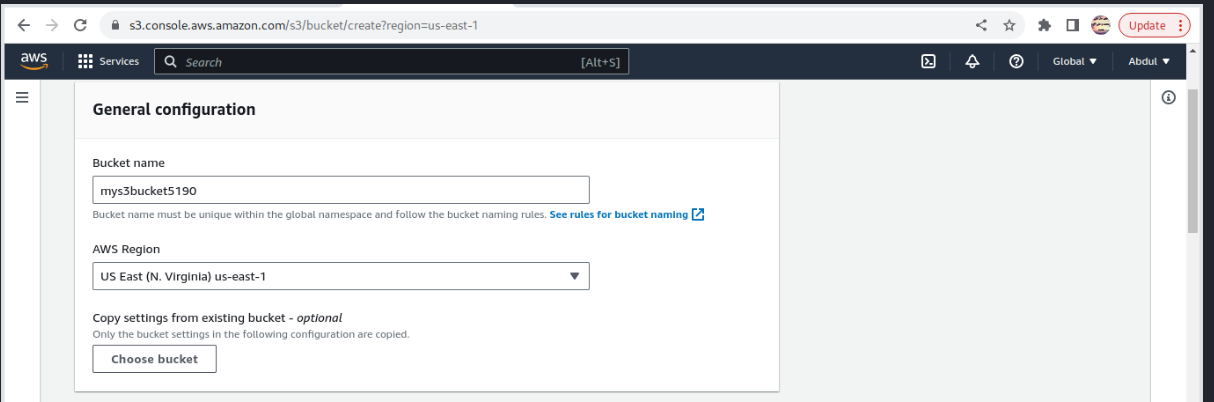 s3.console.aws.amazon.com/s3/bucket/create?region=us-east-1
Update
aws
Services
Search
[Alt+S]
Global
Abdul
General configuration
Bucket name
mys3bucket5190
Bucket name must be unique within the global namespace and follow the bucket naming rules. See rules for bucket naming
AWS Region
US East (N. Virginia) us-east-1
Copy settings from existing bucket - optional
Only the bucket settings in the following configuration are copied.
Choose bucket